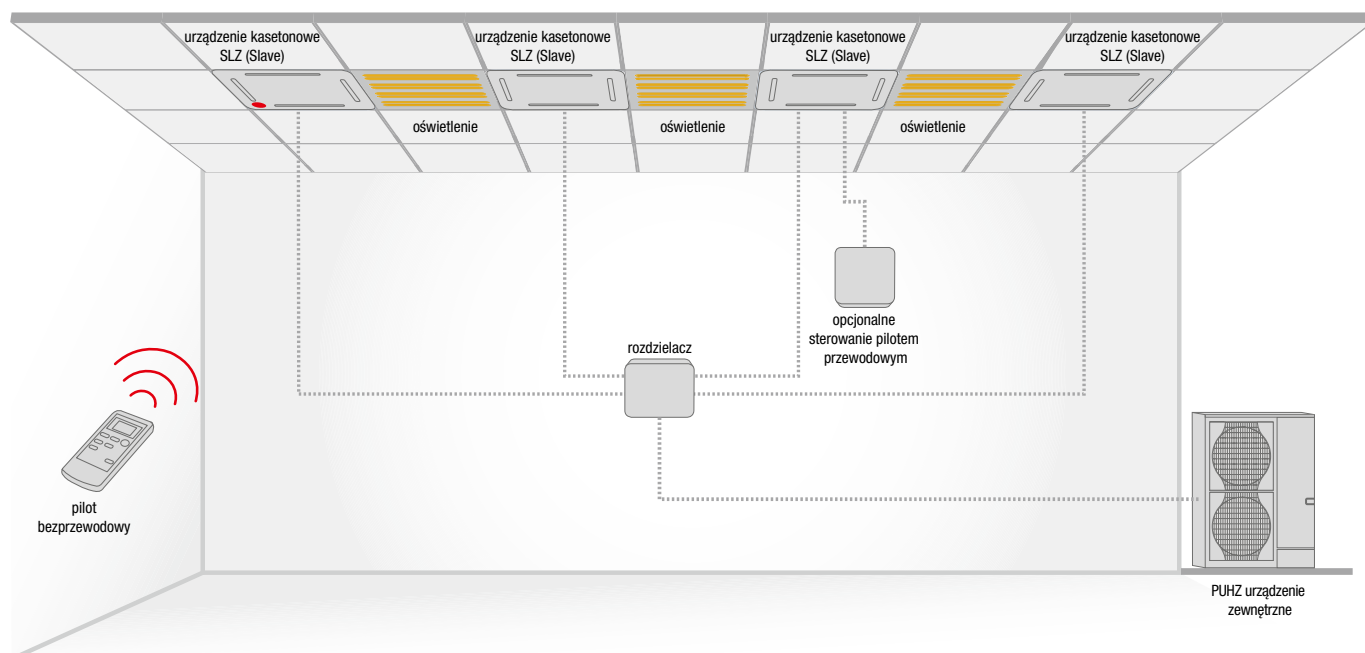 urządzenie kasetonowe
SLZ (Slave)
urządzenie kasetonowe
SLZ (Slave)
urządzenie kasetonowe
SLZ (Slave)
urządzenie kasetonowe
SLZ (Slave)
oświetlenie
oświetlenie
oświetlenie
opcjonalne
sterowanie pilotem
przewodowym
rozdzielacz
pilot
bezprzewodowy
PUHZ urządzenie
zewnętrzne